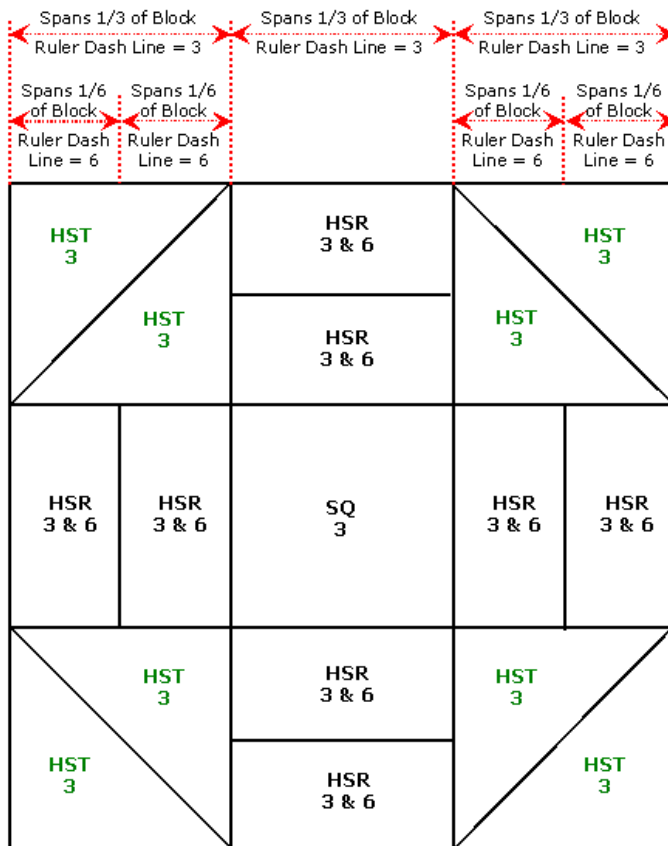 Spans 1/3 of Block
Ruler Dash Line = 3
Spans 1/3 of Block
Ruler Dash Line = 3
Spans 1/3 of Block
Ruler Dash Line = 3
Spans 1/6
of Block
Ruler Dash
Line = 6
Spans 1/6
of Block
Ruler Dash
Line = 6
Spans 1/6
of Block
Ruler Dash
Line = 6
Spans 1/6
of Block
Ruler Dash
Line = 6
HST
3
HST
3
HSR
3 & 6
HSR
3 & 6
HST
3
HST
3
HSR
3 & 6
HSR
3 & 6
SQ
3
HSR
3 & 6
HSR
3 & 6
HST
3
HST
3
HSR
3 & 6
HSR
3 & 6
HST
3
HST
3